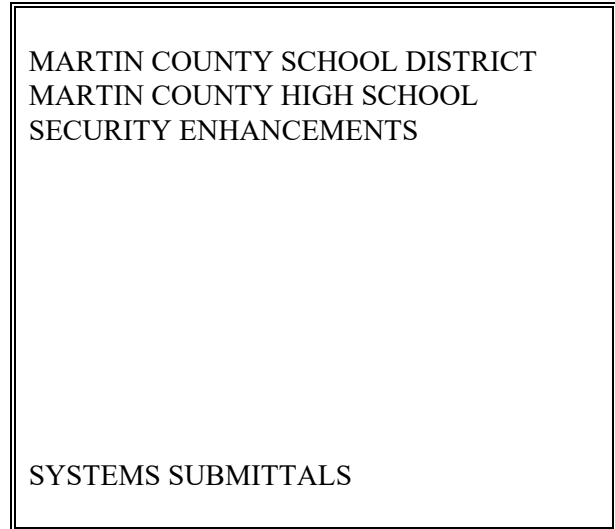 MARTIN COUNTY SCHOOL DISTRICT
MARTIN COUNTY HIGH SCHOOL
SECURITY ENHANCEMENTS
SYSTEMS SUBMITTALS